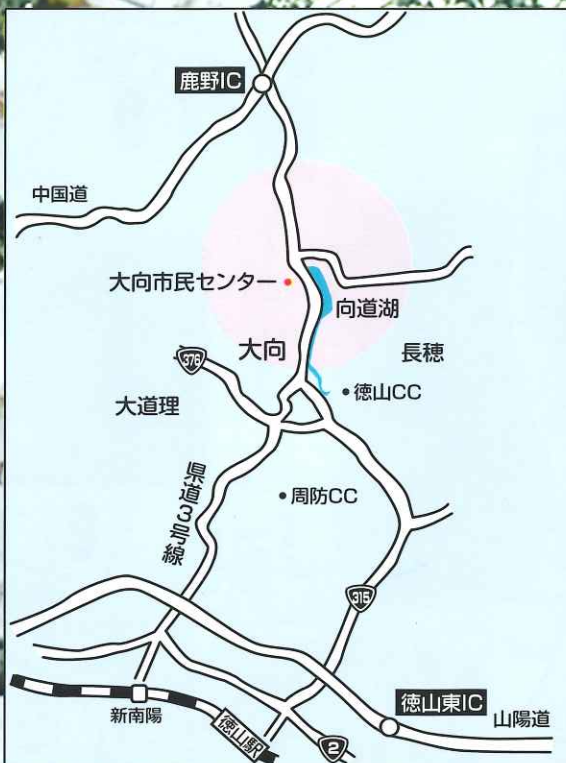 鹿野IC
中国道
大向市民センター
向道湖
大向
長穂
376
徳山CC
大道理
周防CC
県道3号線
315
徳山東IC
山陽道
新南陽
徳山駅
2